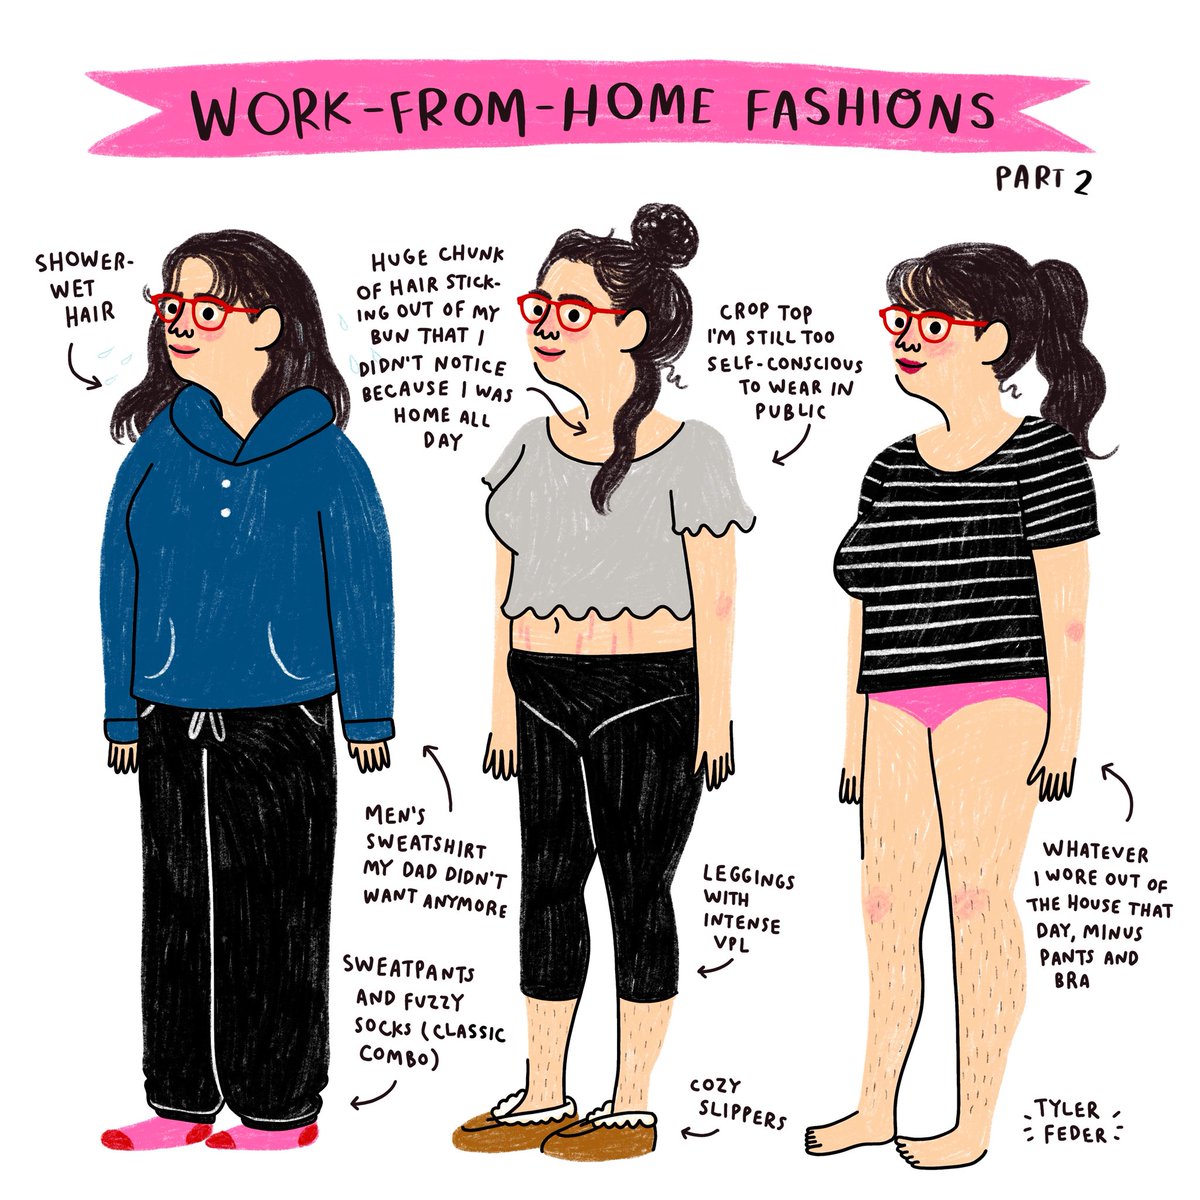 WORK-FROM-HOME FASHIONS
PART 2
SHOWER-
WET
HAIR
HUGE CHUNK
OF HAIR STICK-
ING OUT OF MY
BUN THAT I
DIDN'T NOTICE
BECAUSE I WAS
HOME ALL
DAY
CROP TOP
I'M STILL TOO
SELF-CONSCIOUS
TO WEAR IN
PUBLIC
MEN'S
SWEATSHIRT
MY DAD DIDN'T
WANT ANYMORE
SWEATPANTS
AND FUZZY
SOCKS (CLASSIC
COMBO)
LEGGINGS
WITH
INTENSE
VPL
COZY
SLIPPERS
WHATEVER
I WORE OUT OF
THE HOUSE THAT
DAY, MINUS
PANTS AND
BRA
TYLER
FEDER